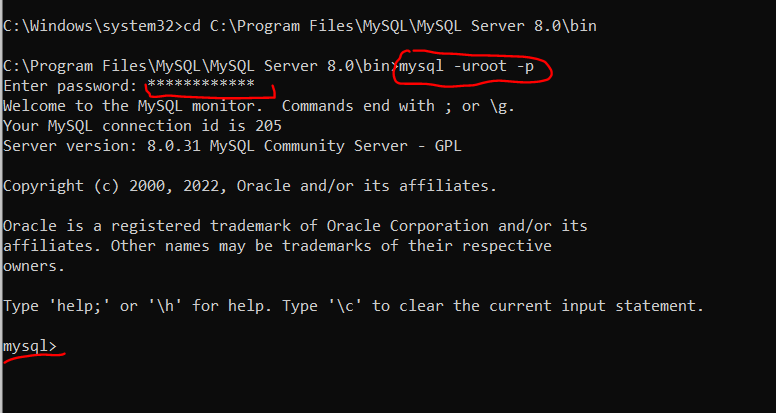 C:\Windows\system32>cd C:\Program Files\MySQL\MySQL Server 8.0\bin
C:\Program Files\MySQL\MySQL Server 8.0\bin>mysql -uroot -p
Enter password: ************
Welcome to the MySQL monitor.  Commands end with ; or \g.
Your MySQL connection id is 205
Server version: 8.0.31 MySQL Community Server - GPL
Copyright (c) 2000, 2022, Oracle and/or its affiliates.
Oracle is a registered trademark of Oracle Corporation and/or its
affiliates. Other names may be trademarks of their respective
owners.
Type 'help;' or '\h' for help. Type '\c' to clear the current input statement.
mysql>